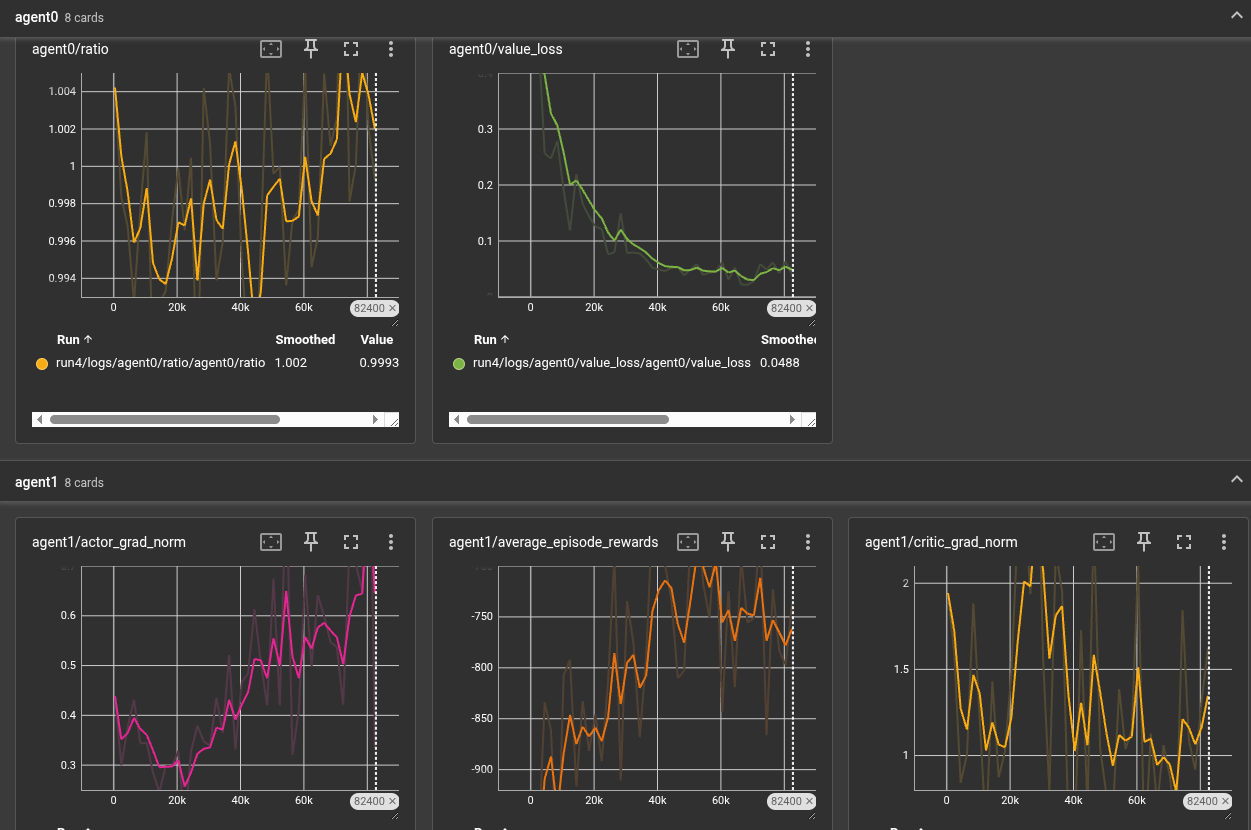 agent0 8 cards
agent0/ratio
agent0/value_loss
1.004
1.002
1
0.998
0.996
0.994
0
20k
40k
60k
82400
0.3
0.2
0.1
0
20k
40k
60k
82400
Run ↑ Smoothed Value
run4/logs/agent0/ratio/agent0/ratio 1.002 0.9993
Run ↑ Smoothe
run4/logs/agent0/value_loss/agent0/value_loss 0.0488
agent1 8 cards
agent1/actor_grad_norm
agent1/average_episode_rewards
agent1/critic_grad_norm
0.6
0.5
0.4
0.3
0
20k
40k
60k
82400
-750
-800
-850
-900
0
20k
40k
60k
82400
2
1.5
1
0
20k
40k
60k
82400